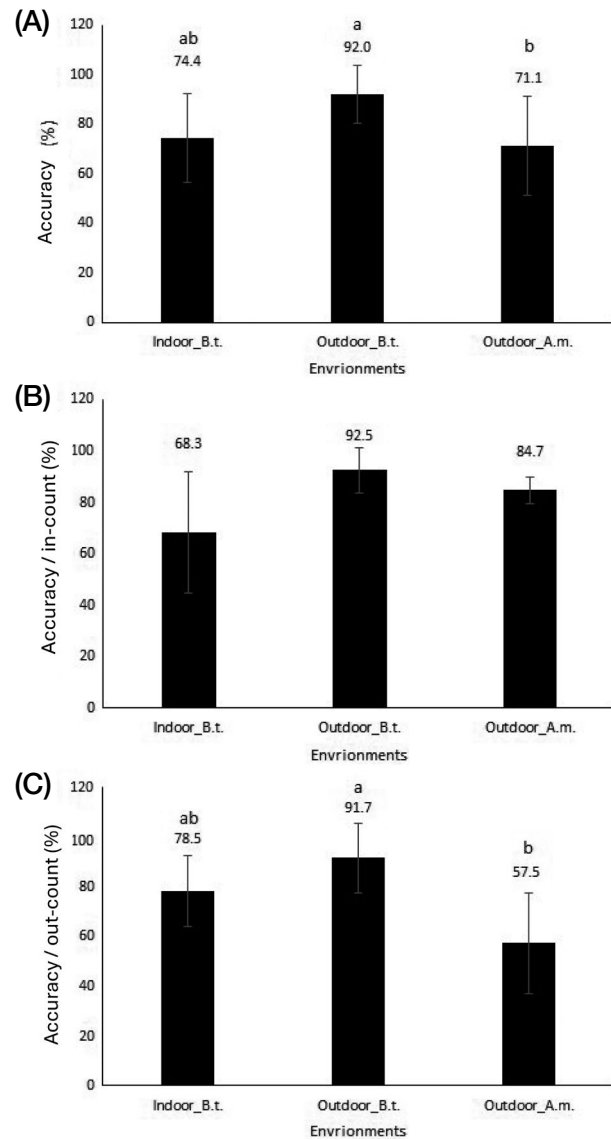 (A)
Accuracy (%)
120
100
80
60
40
20
0
ab
74.4
a
92.0
b
71.1
Indoor_B.t.
Outdoor_B.t.
Outdoor_A.m.
Envrionments
(B)
Accuracy / in-count (%)
120
100
80
60
40
20
0
68.3
92.5
84.7
Indoor_B.t.
Outdoor_B.t.
Outdoor_A.m.
Envrionments
(C)
Accuracy / out-count (%)
120
100
80
60
40
20
0
ab
78.5
a
91.7
b
57.5
Indoor_B.t.
Outdoor_B.t.
Outdoor_A.m.
Envrionments